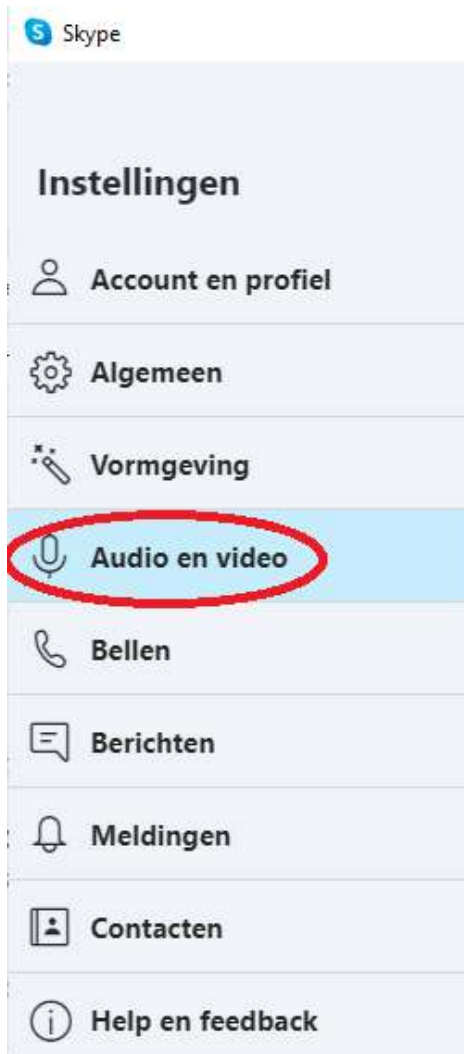 Skype
Instellingen
Account en profiel
Algemeen
Vormgeving
Audio en video
Bellen
Berichten
Meldingen
Contacten
Help en feedback